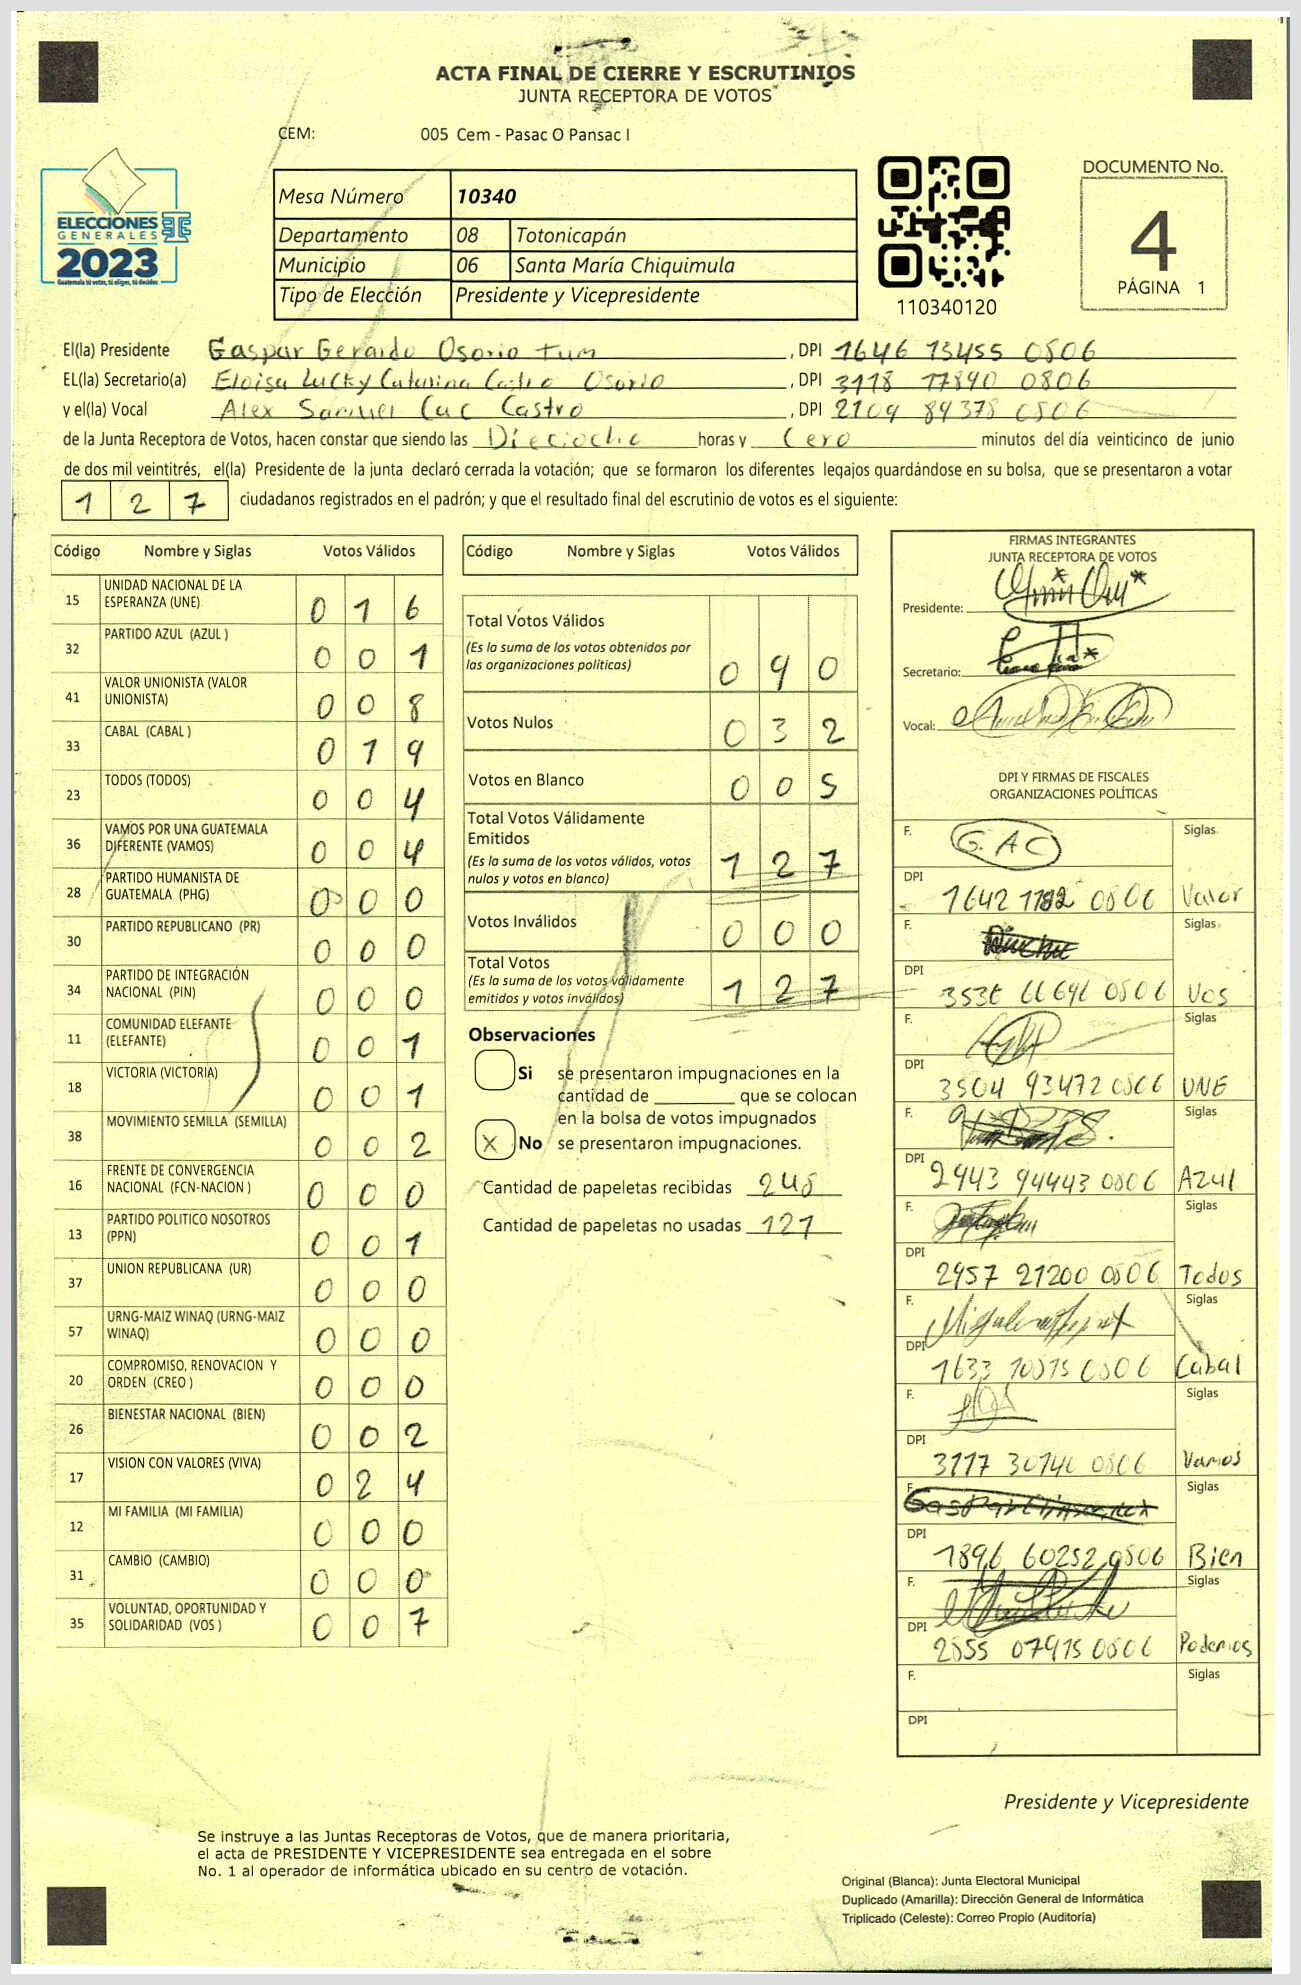 ACTA FINAL DE CIERRE Y ESCRUTINIOS
JUNTA RECEPTORA DE VOTOS
CEM: 005 Cem - Pasac O Pansac I
ELECCIONES
GENERALES
2023
Guatemala tú votas, tú eliges, tú decides
Mesa Número 10340
Departamento 08 Totonicapán
Municipio 06 Santa María Chiquimula
Tipo de Elección Presidente y Vicepresidente
110340120
DOCUMENTO No.
4
PÁGINA 1
El(la) Presidente Gaspar Gerardo Osorio Tum , DPI 1646 13455 0806
EL(la) Secretario(a) Eloisa Lucky Catarina Castro Osorio , DPI 3118 17840 0806
y el(la) Vocal Alex Samuel Cac Castro , DPI 2109 84378 0806
de la Junta Receptora de Votos, hacen constar que siendo las Dieciocho horas y Cero minutos del día veinticinco de junio
de dos mil veintitrés, el(la) Presidente de la junta declaró cerrada la votación; que se formaron los diferentes legajos guardándose en su bolsa, que se presentaron a votar
1 2 7 ciudadanos registrados en el padrón; y que el resultado final del escrutinio de votos es el siguiente:
Código Nombre y Siglas Votos Válidos
15 UNIDAD NACIONAL DE LA ESPERANZA (UNE) 0 1 6
32 PARTIDO AZUL (AZUL ) 0 0 1
41 VALOR UNIONISTA (VALOR UNIONISTA) 0 0 8
33 CABAL (CABAL ) 0 1 9
23 TODOS (TODOS) 0 0 4
36 VAMOS POR UNA GUATEMALA DIFERENTE (VAMOS) 0 0 4
28 PARTIDO HUMANISTA DE GUATEMALA (PHG) 0 0 0
30 PARTIDO REPUBLICANO (PR) 0 0 0
34 PARTIDO DE INTEGRACIÓN NACIONAL (PIN) 0 0 0
11 COMUNIDAD ELEFANTE (ELEFANTE) 0 0 1
18 VICTORIA (VICTORIA) 0 0 1
38 MOVIMIENTO SEMILLA (SEMILLA) 0 0 2
16 FRENTE DE CONVERGENCIA NACIONAL (FCN-NACION ) 0 0 0
13 PARTIDO POLITICO NOSOTROS (PPN) 0 0 1
37 UNION REPUBLICANA (UR) 0 0 0
57 URNG-MAIZ WINAQ (URNG-MAIZ WINAQ) 0 0 0
20 COMPROMISO, RENOVACION Y ORDEN (CREO ) 0 0 0
26 BIENESTAR NACIONAL (BIEN) 0 0 2
17 VISION CON VALORES (VIVA) 0 2 4
12 MI FAMILIA (MI FAMILIA) 0 0 0
31 CAMBIO (CAMBIO) 0 0 0
35 VOLUNTAD, OPORTUNIDAD Y SOLIDARIDAD (VOS ) 0 0 7
Código Nombre y Siglas Votos Válidos
Total Votos Válidos 0 9 0
(Es la suma de los votos obtenidos por
las organizaciones políticas)
Votos Nulos 0 3 2
Votos en Blanco 0 0 5
Total Votos Válidamente
Emitidos 1 2 7
(Es la suma de los votos válidos, votos
nulos y votos en blanco)
Votos Inválidos 0 0 0
Total Votos 1 2 7
(Es la suma de los votos válidamente
emitidos y votos inválidos)
Observaciones
Si se presentaron impugnaciones en la
cantidad de ________ que se colocan
en la bolsa de votos impugnados
X No se presentaron impugnaciones.
Cantidad de papeletas recibidas 248
Cantidad de papeletas no usadas 121
FIRMAS INTEGRANTES
JUNTA RECEPTORA DE VOTOS
Presidente:
Secretario:
Vocal:
DPI Y FIRMAS DE FISCALES
ORGANIZACIONES POLÍTICAS
F. G. AC Siglas
DPI 1642 0806 Valor
F. Siglas
DPI 0806 VOS
F. Siglas
DPI 3504 93472 0806 UNE
F. Siglas
DPI 2943 94443 0806 Azul
F. Siglas
DPI 2957 21200 0806 Todos
F. Siglas
DPI 1633 0806 Cabal
F. Siglas
DPI 3117 0806 Vamos
F. Siglas
DPI 1896 60252 0806 Bien
F. Siglas
DPI 2855 07915 0806 Podemos
F. Siglas
DPI
Presidente y Vicepresidente
Se instruye a las Juntas Receptoras de Votos, que de manera prioritaria,
el acta de PRESIDENTE Y VICEPRESIDENTE sea entregada en el sobre
No. 1 al operador de informática ubicado en su centro de votación.
Original (Blanca): Junta Electoral Municipal
Duplicado (Amarilla): Dirección General de Informática
Triplicado (Celeste): Correo Propio (Auditoría)